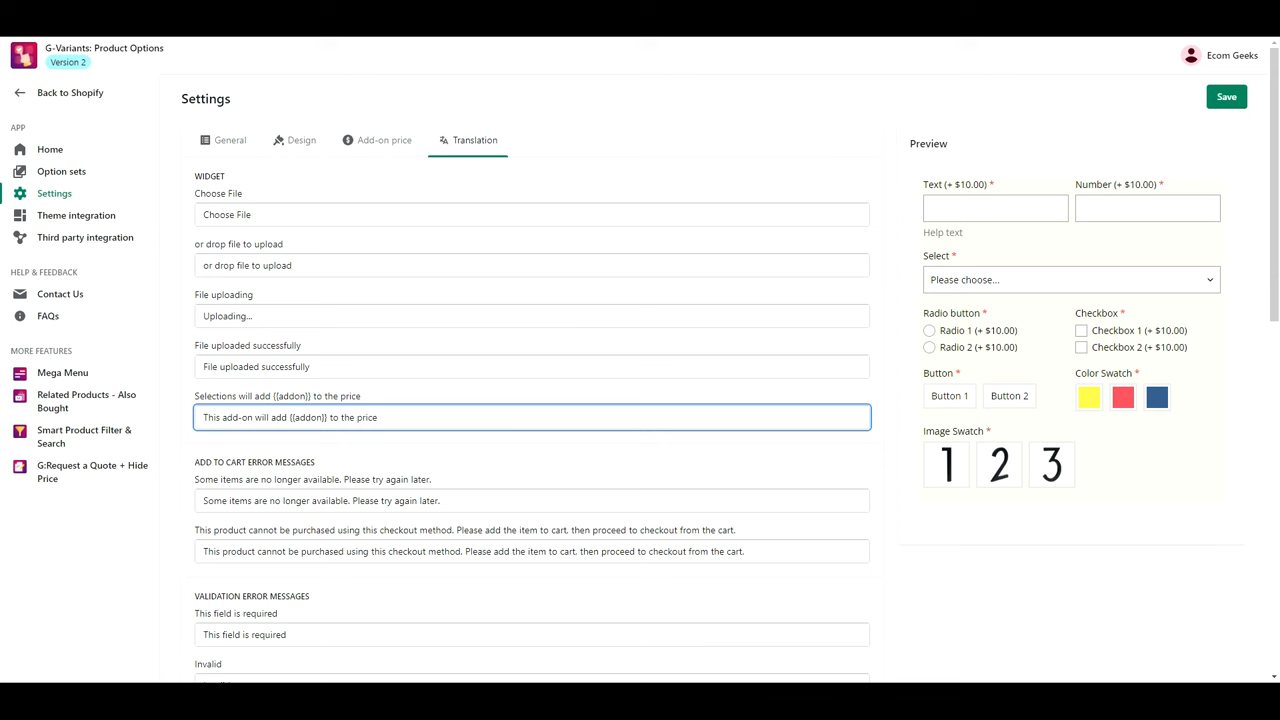 G-Variants: Product Options
Version 2
Ecom Geeks
Back to Shopify
APP
Home
Option sets
Settings
Theme integration
Third party integration
HELP & FEEDBACK
Contact Us
FAQs
MORE FEATURES
Mega Menu
Related Products - Also
Bought
Smart Product Filter &
Search
G:Request a Quote + Hide
Price
Settings
Save
General
Design
Add-on price
Translation
WIDGET
Choose File
Choose File
or drop file to upload
or drop file to upload
File uploading
Uploading...
File uploaded successfully
File uploaded successfully
Selections will add {{addon}} to the price
This add-on will add {{addon}} to the price
ADD TO CART ERROR MESSAGES
Some items are no longer available. Please try again later.
Some items are no longer available. Please try again later.
This product cannot be purchased using this checkout method. Please add the item to cart, then proceed to checkout from the cart.
This product cannot be purchased using this checkout method. Please add the item to cart, then proceed to checkout from the cart.
VALIDATION ERROR MESSAGES
This field is required
This field is required
Invalid
Preview
Text (+ $10.00) *
Number (+ $10.00) *
Help text
Select *
Please choose...
Radio button *
Checkbox *
Radio 1 (+ $10.00)
Checkbox 1 (+ $10.00)
Radio 2 (+ $10.00)
Checkbox 2 (+ $10.00)
Button *
Color Swatch *
Button 1
Button 2
Image Swatch *
1
2
3